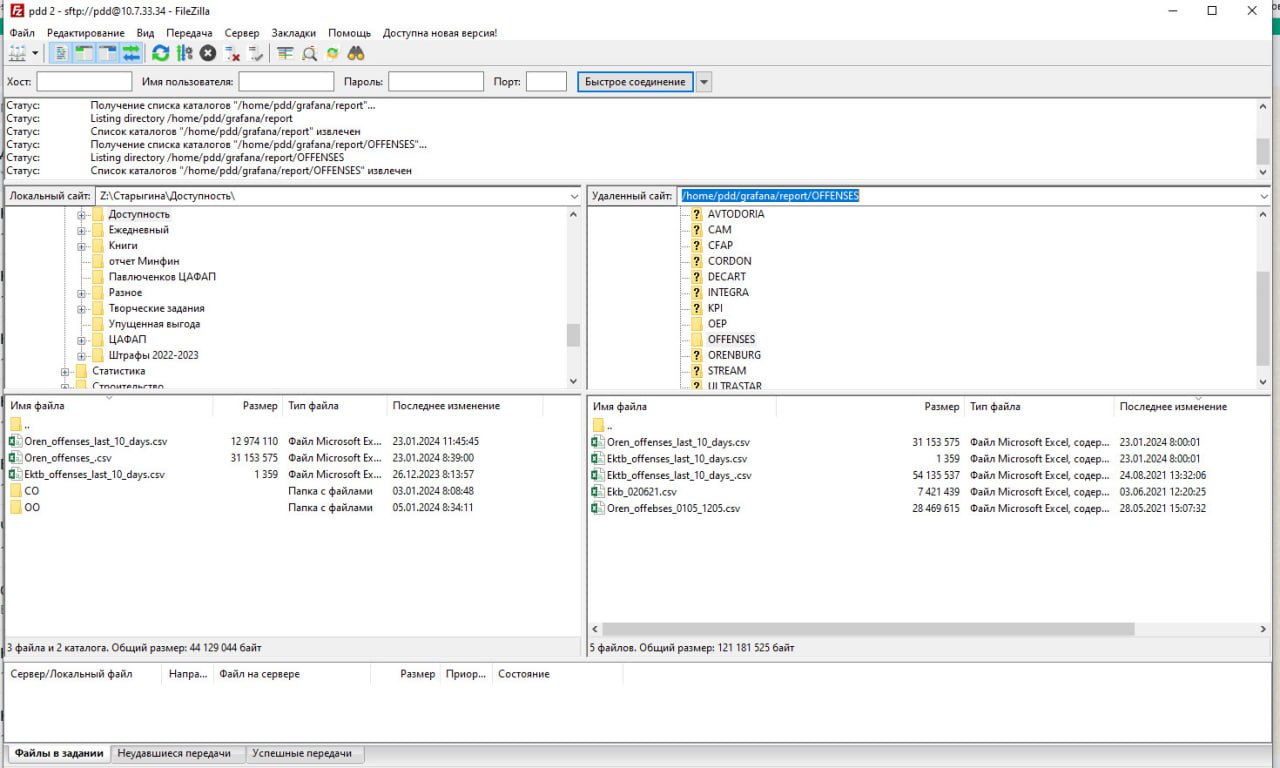 pdd 2 - sftp://pdd@10.7.33.34 - FileZilla
Файл Редактирование Вид Передача Сервер Закладки Помощь Доступна новая версия!
Хост: Имя пользователя: Пароль: Порт: Быстрое соединение
Статус: Получение списка каталогов "/home/pdd/grafana/report"...
Статус: Listing directory /home/pdd/grafana/report
Статус: Список каталогов "/home/pdd/grafana/report" извлечен
Статус: Получение списка каталогов "/home/pdd/grafana/report/OFFENSES"...
Статус: Listing directory /home/pdd/grafana/report/OFFENSES
Статус: Список каталогов "/home/pdd/grafana/report/OFFENSES" извлечен
Локальный сайт: Z:\Старыгина\Доступность\
Доступность
Ежедневный
Книги
отчет Минфин
Павлюченков ЦАФАП
Разное
Творческие задания
Упущенная выгода
ЦАФАП
Штрафы 2022-2023
Статистика
Строительство
Удаленный сайт: /home/pdd/grafana/report/OFFENSES
AVTODORIA
CAM
CFAP
CORDON
DECART
INTEGRA
KPI
OEP
OFFENSES
ORENBURG
STREAM
ULTRASTAR
Имя файла Размер Тип файла Последнее изменение
..
Oren_offenses_last_10_days.csv 12 974 110 Файл Microsoft Ex... 23.01.2024 11:45:45
Oren_offenses_.csv 31 153 575 Файл Microsoft Ex... 23.01.2024 8:39:00
Ektb_offenses_last_10_days.csv 1 359 Файл Microsoft Ex... 26.12.2023 8:13:57
СО Папка с файлами 03.01.2024 8:08:48
ОО Папка с файлами 05.01.2024 8:34:11
3 файла и 2 каталога. Общий размер: 44 129 044 байт
Имя файла Размер Тип файла Последнее изменение
..
Oren_offenses_last_10_days.csv 31 153 575 Файл Microsoft Excel, содер... 23.01.2024 8:00:01
Ektb_offenses_last_10_days.csv 1 359 Файл Microsoft Excel, содер... 23.01.2024 8:00:01
Ektb_offenses_last_10_days_.csv 54 135 537 Файл Microsoft Excel, содер... 24.08.2021 13:32:06
Ekb_020621.csv 7 421 439 Файл Microsoft Excel, содер... 03.06.2021 12:20:25
Oren_offebses_0105_1205.csv 28 469 615 Файл Microsoft Excel, содер... 28.05.2021 15:07:32
5 файлов. Общий размер: 121 181 525 байт
Сервер/Локальный файл Напра... Файл на сервере Размер Приор... Состояние
Файлы в задании Неудавшиеся передачи Успешные передачи